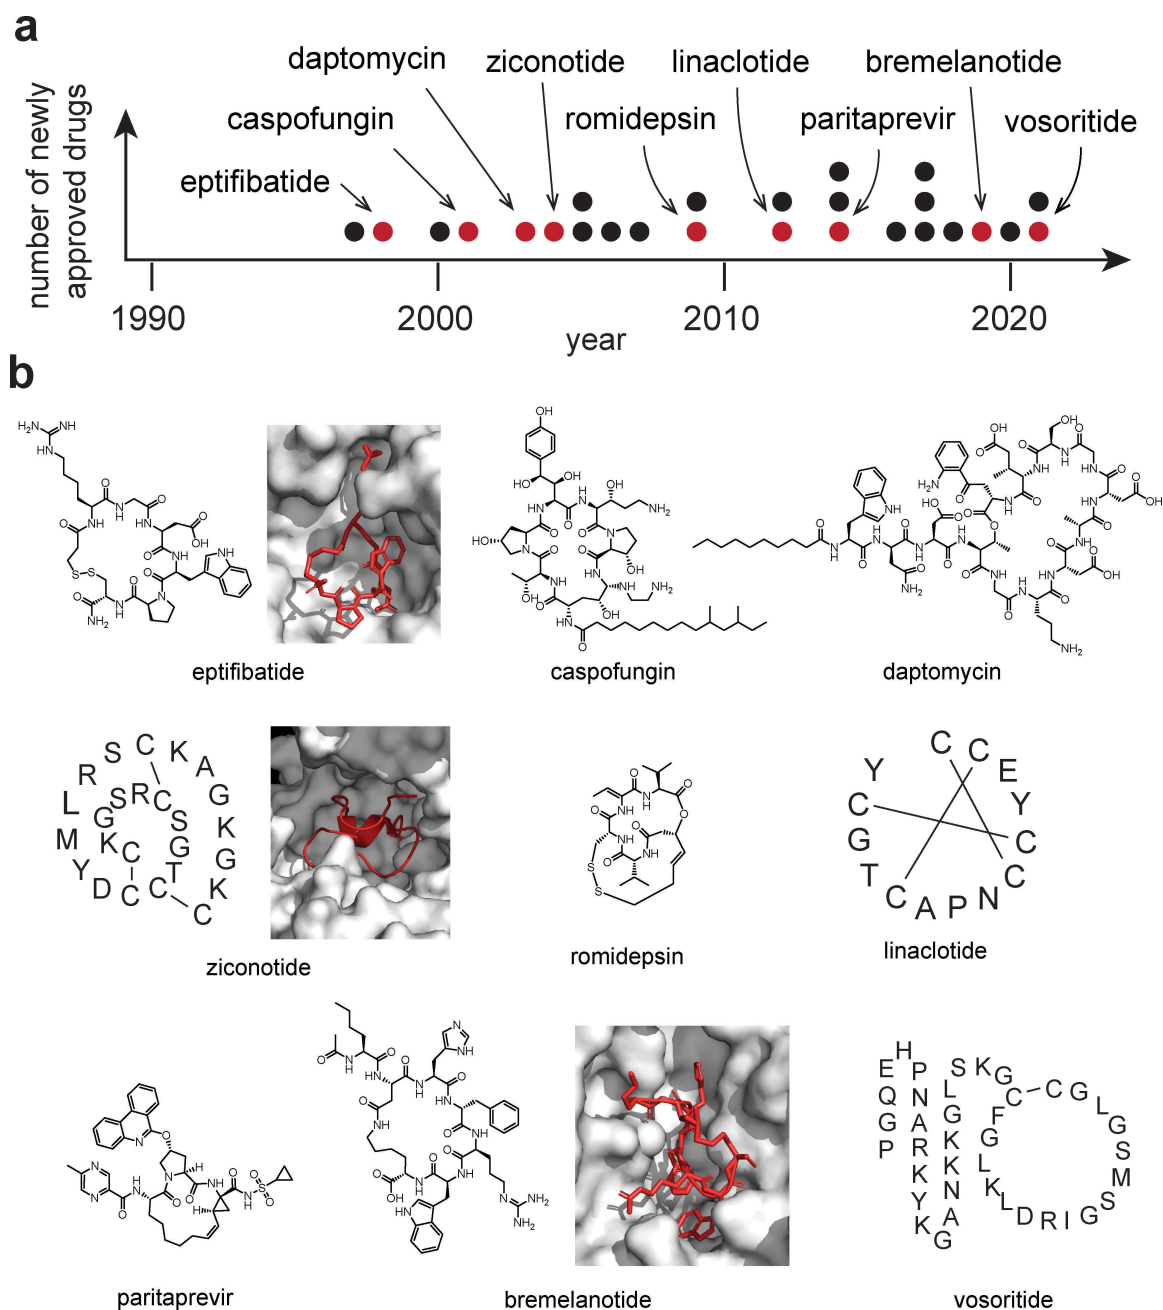 a
daptomycin ziconotide linaclotide bremelanotide
caspofungin romidepsin paritaprevir vosoritide
eptifibatide
number of newly
approved drugs
1990 2000 2010 2020
year
b
eptifibatide caspofungin daptomycin
ziconotide romidepsin linaclotide
C K A G K G K C C T G S C R S G K C C D Y M L R S
C C E Y C C N P A C T G C Y
paritaprevir bremelanotide vosoritide
P G Q E H P N A R K Y K G A N K K G L S K G C F G L K L D R I G S M S G L G C